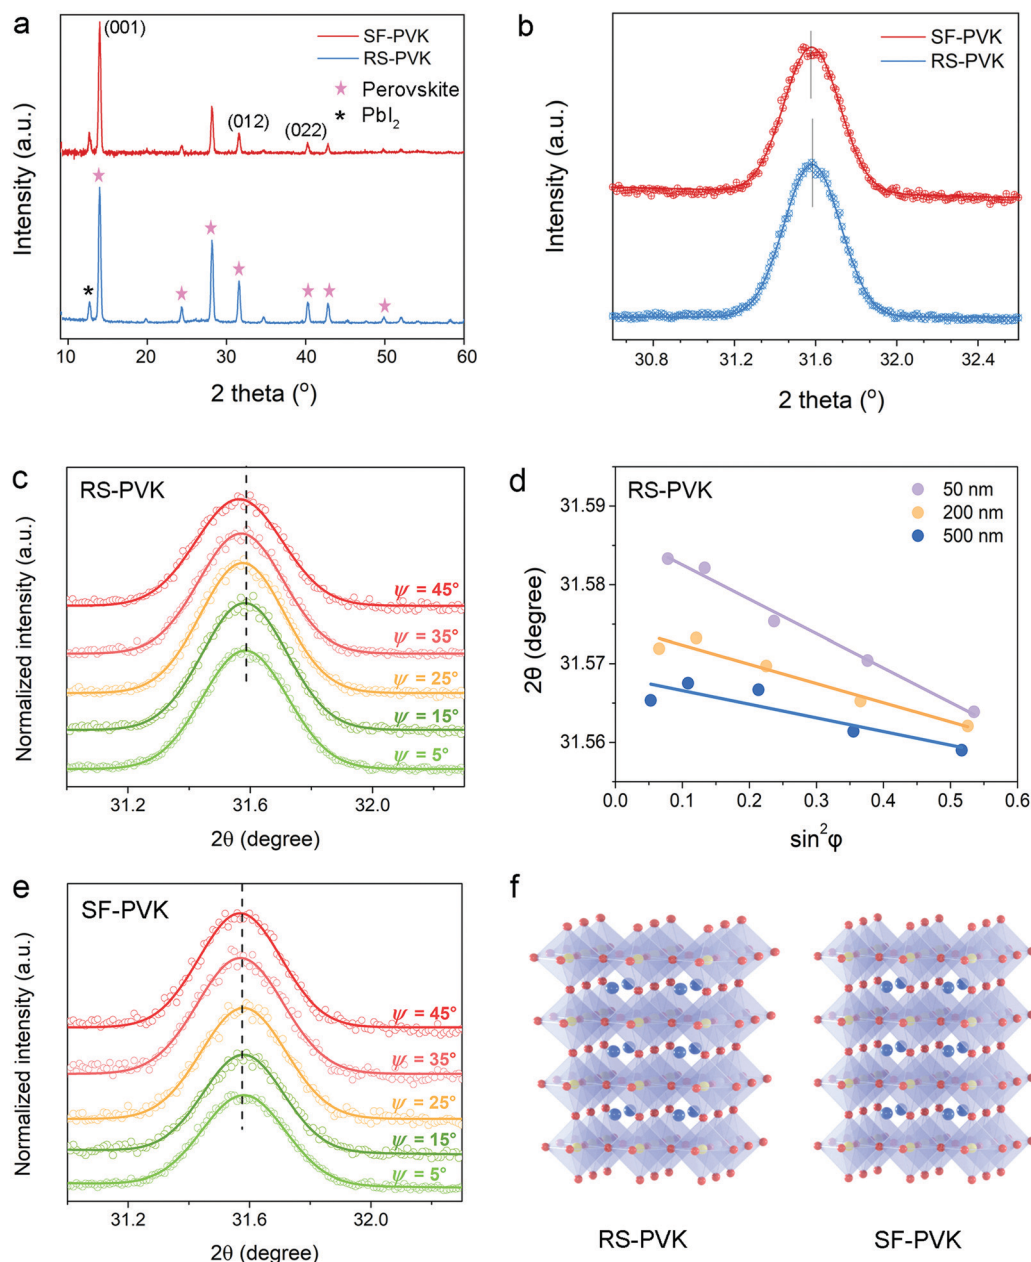 a
(001)
SF-PVK
RS-PVK
★ Perovskite
* PbI₂
(012)
(022)
*
Intensity (a.u.)
10 20 30 40 50 60
2 theta (°)
b
SF-PVK
RS-PVK
Intensity (a.u.)
30.8 31.2 31.6 32.0 32.4
2 theta (°)
c
RS-PVK
Normalized intensity (a.u.)
ψ = 45°
ψ = 35°
ψ = 25°
ψ = 15°
ψ = 5°
31.2 31.6 32.0
2θ (degree)
d
RS-PVK
50 nm
200 nm
500 nm
2θ (degree)
31.59
31.58
31.57
31.56
0.0 0.1 0.2 0.3 0.4 0.5 0.6
sin²φ
e
SF-PVK
Normalized intensity (a.u.)
ψ = 45°
ψ = 35°
ψ = 25°
ψ = 15°
ψ = 5°
31.2 31.6 32.0
2θ (degree)
f
RS-PVK SF-PVK